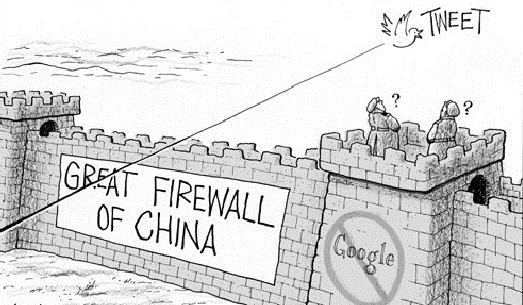 TWEET
? ?
GREAT FIREWALL
OF CHINA
Google